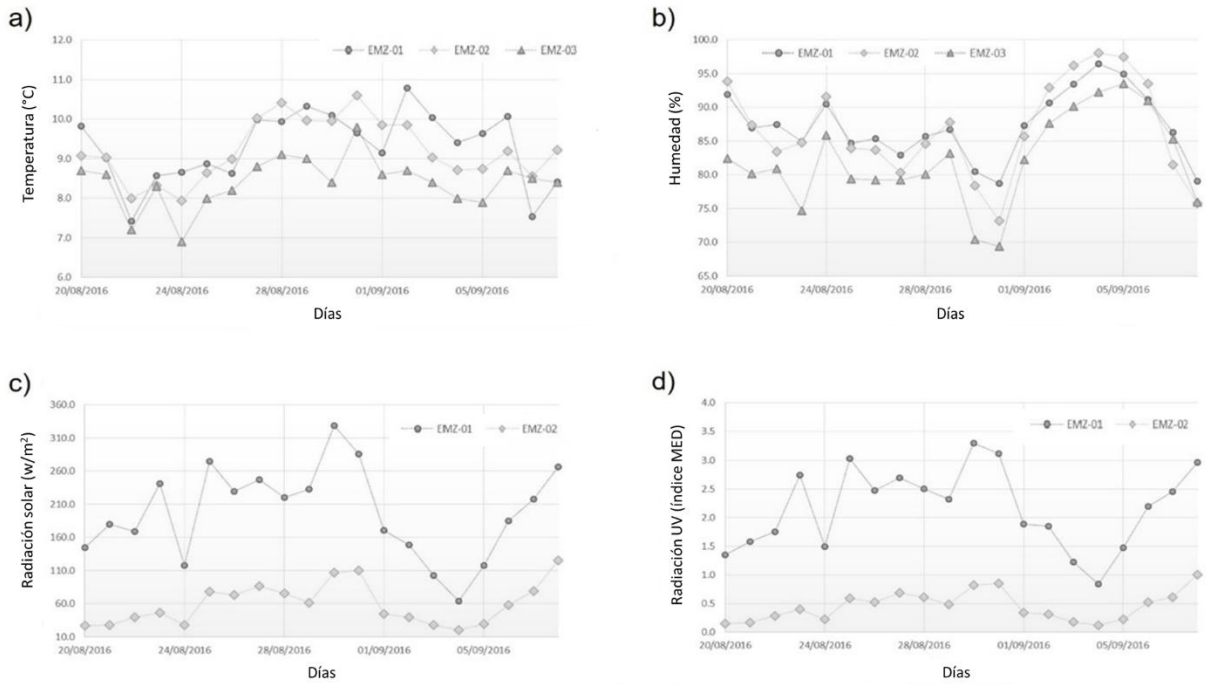 a)
Temperatura (°C)
12.0
11.0
10.0
9.0
8.0
7.0
6.0
EMZ-01 EMZ-02 EMZ-03
20/08/2016 24/08/2016 28/08/2016 01/09/2016 05/09/2016
Días
b)
Humedad (%)
100.0
95.0
90.0
85.0
80.0
75.0
70.0
65.0
EMZ-01 EMZ-02 EMZ-03
20/08/2016 24/08/2016 28/08/2016 01/09/2016 05/09/2016
Días
c)
Radiación solar (w/m²)
360.0
310.0
260.0
210.0
160.0
110.0
60.0
10.0
EMZ-01 EMZ-02
20/08/2016 24/08/2016 28/08/2016 01/09/2016 05/09/2016
Días
d)
Radiación UV (índice MED)
4.0
3.5
3.0
2.5
2.0
1.5
1.0
0.5
0.0
EMZ-01 EMZ-02
20/08/2016 24/08/2016 28/08/2016 01/09/2016 05/09/2016
Días